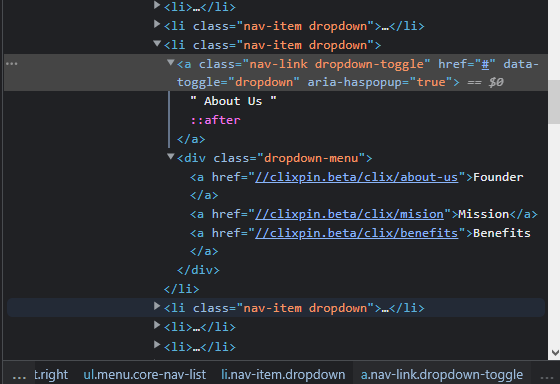 <li>…</li>
<li class="nav-item dropdown">…</li>
<li class="nav-item dropdown">
… <a class="nav-link dropdown-toggle" href="#" data-
toggle="dropdown" aria-haspopup="true"> == $0
" About Us "
::after
</a>
<div class="dropdown-menu">
<a href="//clixpin.beta/clix/about-us">Founder
</a>
<a href="//clixpin.beta/clix/mision">Mission</a>
<a href="//clixpin.beta/clix/benefits">Benefits
</a>
</div>
</li>
<li class="nav-item dropdown">…</li>
<li>…</li>
<li>…</li>
… t.right ul.menu.core-nav-list li.nav-item.dropdown a.nav-link.dropdown-toggle …